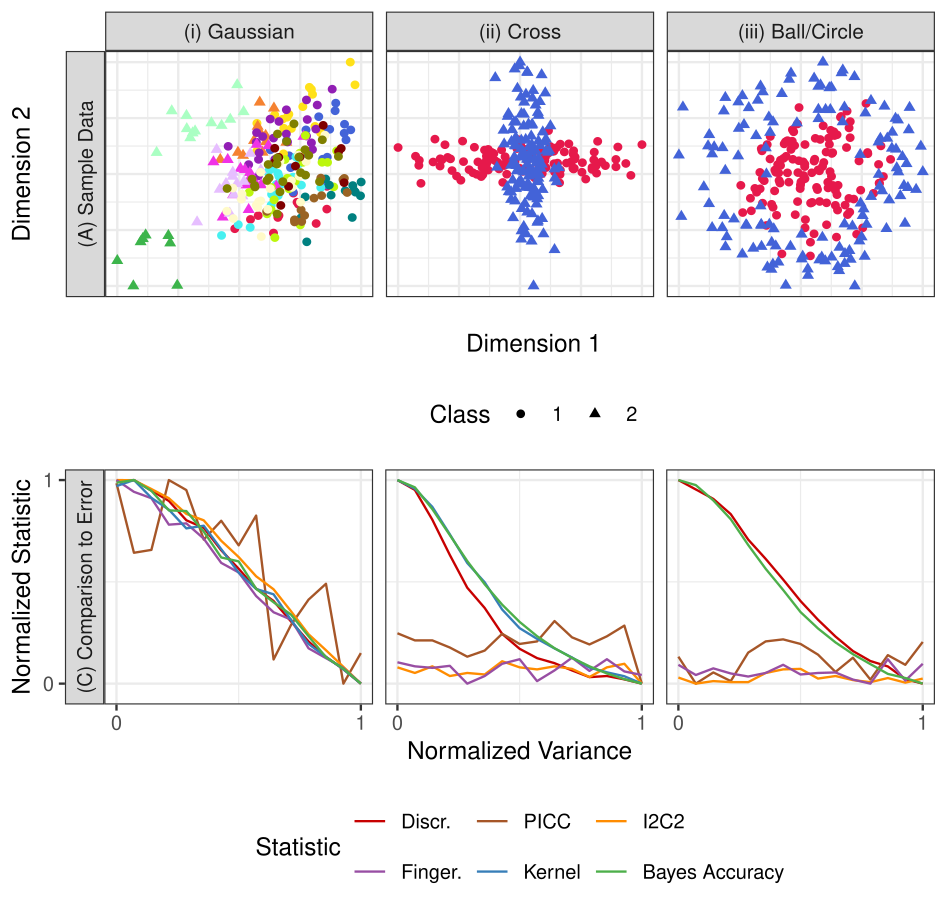 (i) Gaussian
(ii) Cross
(iii) Ball/Circle
Dimension 2
(A) Sample Data
Dimension 1
Class 1 2
Normalized Statistic
(C) Comparison to Error
1
0
0 1 0 1 0 1
Normalized Variance
Statistic
Discr. PICC I2C2
Finger. Kernel Bayes Accuracy